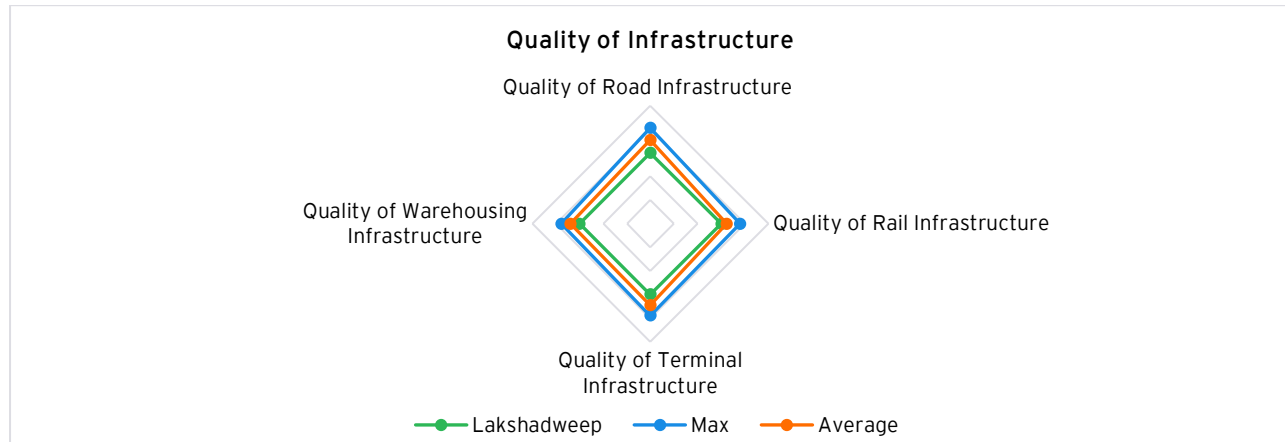 Quality of Infrastructure
Quality of Road Infrastructure
Quality of Warehousing
Infrastructure
Quality of Rail Infrastructure
Quality of Terminal
Infrastructure
Lakshadweep
Max
Average